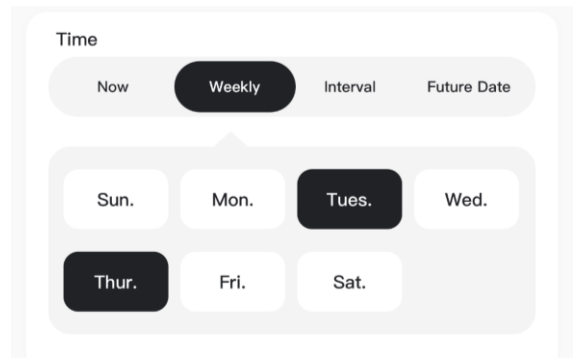 Time
Now Weekly Interval Future Date
Sun. Mon. Tues. Wed.
Thur. Fri. Sat.